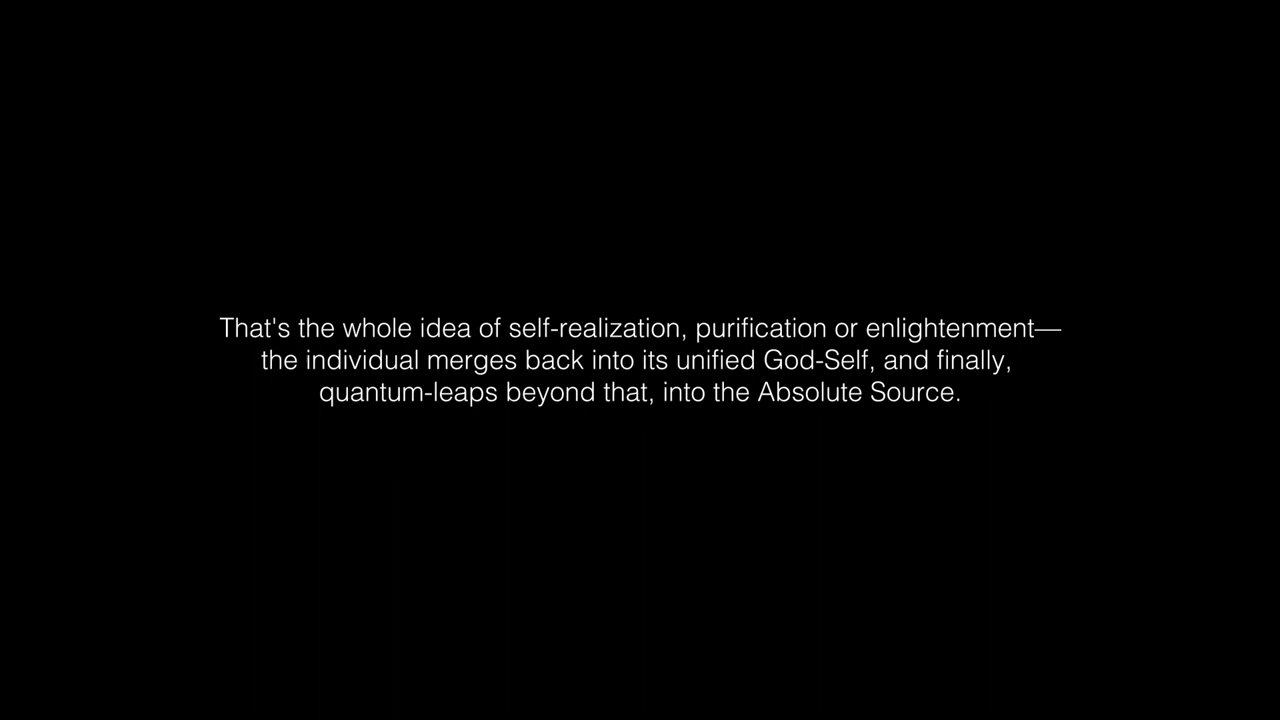 That's the whole idea of self-realization, purification or enlightenment—
the individual merges back into its unified God-Self, and finally,
quantum-leaps beyond that, into the Absolute Source.